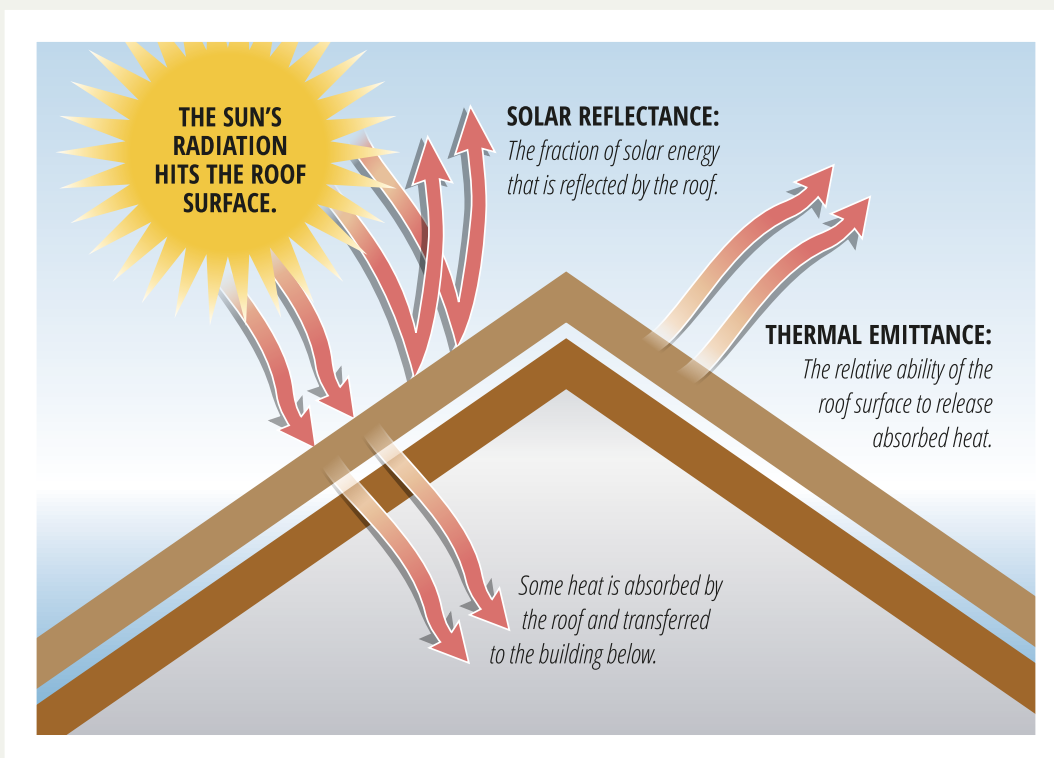 THE SUN'S
RADIATION
HITS THE ROOF
SURFACE.
SOLAR REFLECTANCE:
The fraction of solar energy
that is reflected by the roof.
THERMAL EMITTANCE:
The relative ability of the
roof surface to release
absorbed heat.
Some heat is absorbed by
the roof and transferred
to the building below.